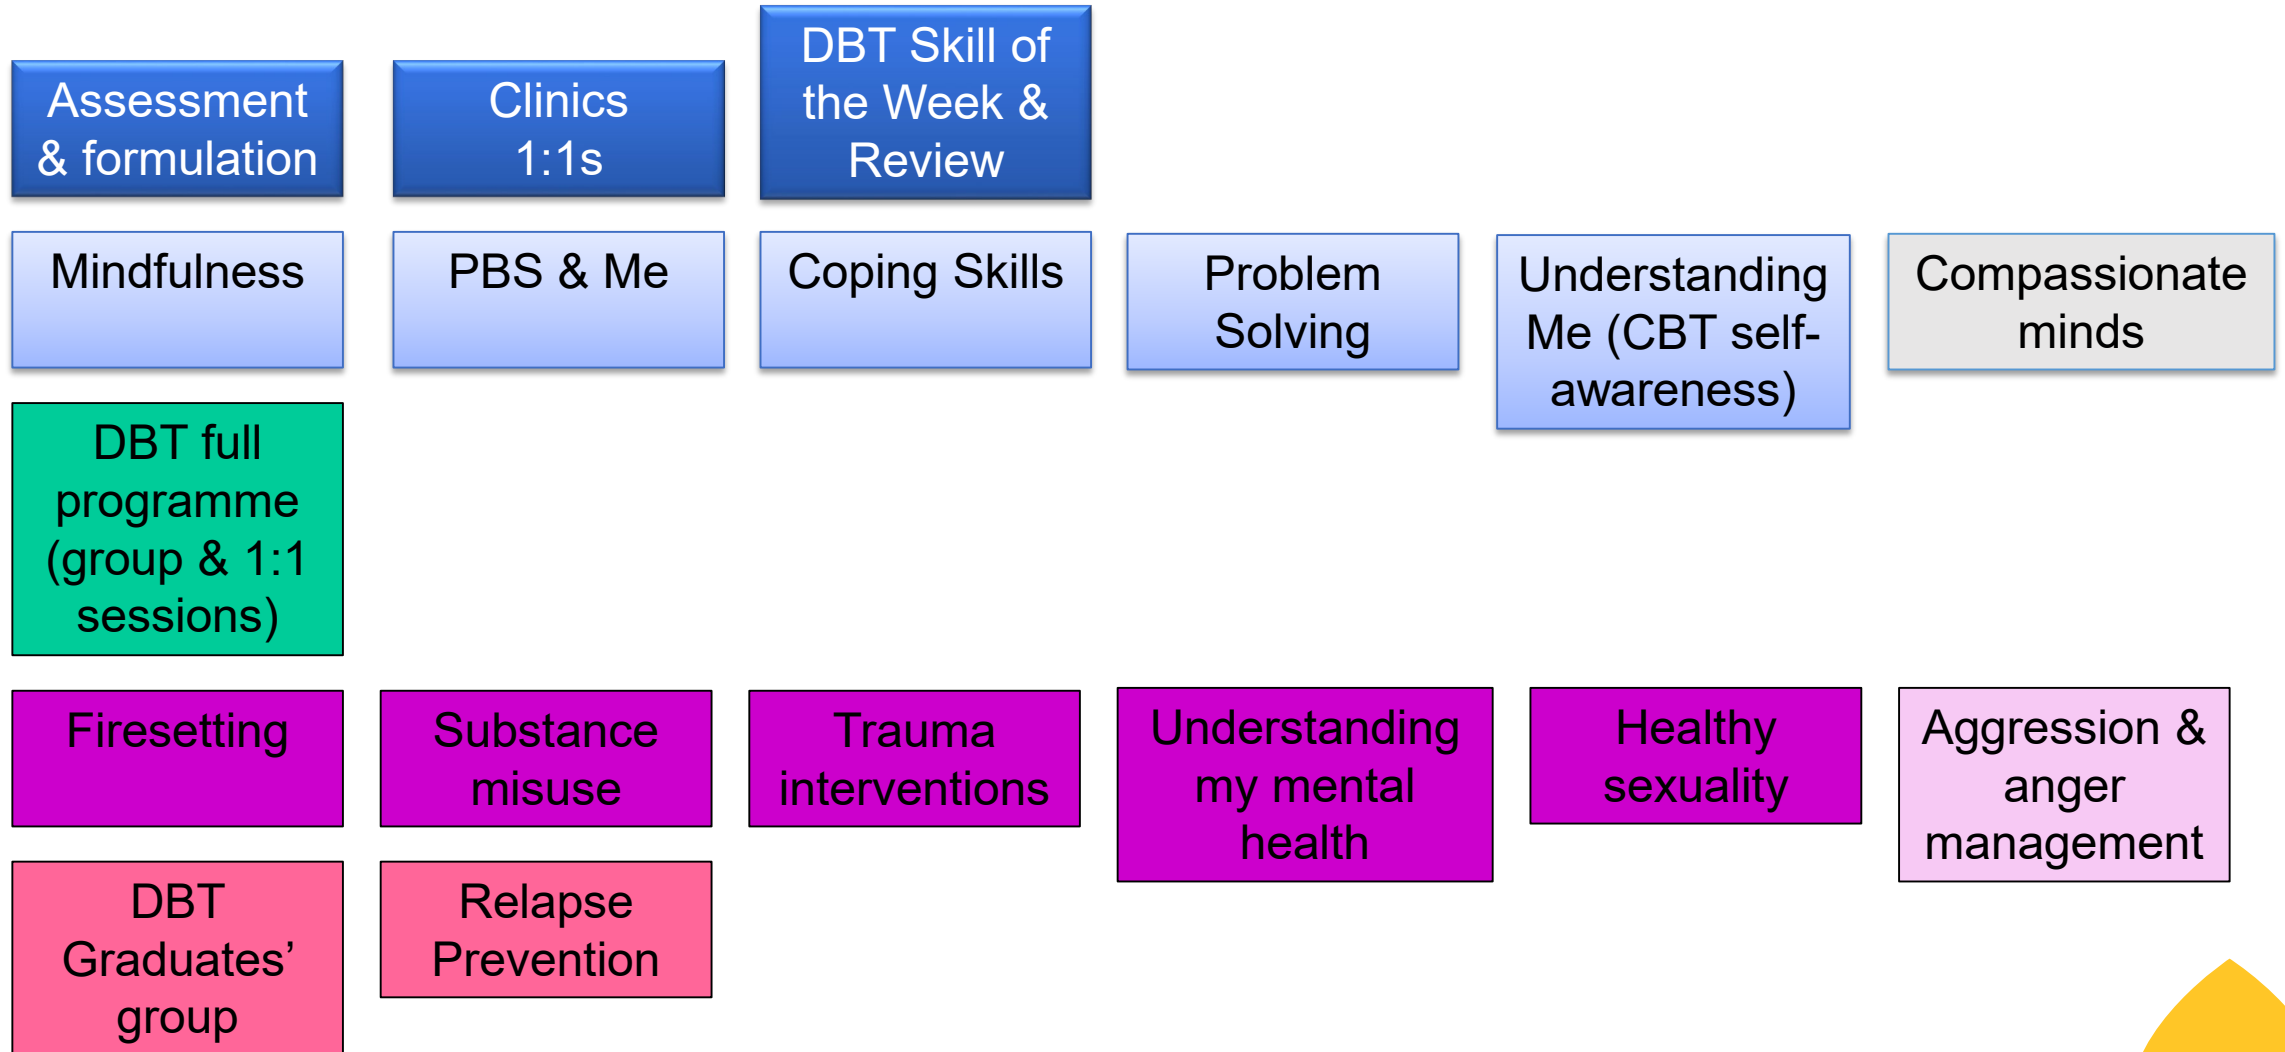 Assessment
& formulation
Clinics
1:1s
DBT Skill of
the Week &
Review
Mindfulness
PBS & Me
Coping Skills
Problem
Solving
Understanding
Me (CBT self-
awareness)
Compassionate
minds
DBT full
programme
(group & 1:1
sessions)
Firesetting
Substance
misuse
Trauma
interventions
Understanding
my mental
health
Healthy
sexuality
Aggression &
anger
management
DBT
Graduates’
group
Relapse
Prevention